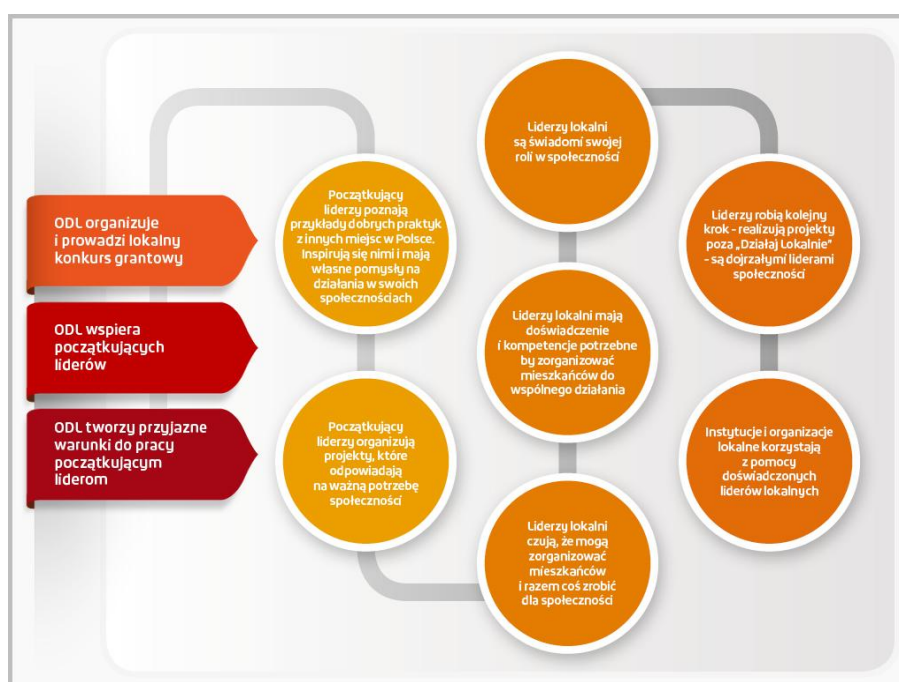 ODL organizuje
i prowadzi lokalny
konkurs grantowy
ODL wspiera
początkujących
liderów
ODL tworzy przyjazne
warunki do pracy
początkującym
liderom
Początkujący
liderzy poznają
przykłady dobrych praktyk
z innych miejsc w Polsce.
Inspirują się nimi i mają
własne pomysły na
działania w swoich
społecznościach
Początkujący
liderzy organizują
projekty, które
odpowiadają
na ważną potrzebę
społeczności
Liderzy lokalni
są świadomi swojej
roli w społeczności
Liderzy lokalni mają
doświadczenie
i kompetencje potrzebne
by zorganizować
mieszkańców do
wspólnego działania
Liderzy lokalni
czują, że mogą
zorganizować
mieszkańców
i razem coś zrobić
dla społeczności
Liderzy robią kolejny
krok - realizują projekty
poza „Działaj Lokalnie”
- są dojrzałymi liderami
społeczności
Instytucje i organizacje
lokalne korzystają
z pomocy
doświadczonych
liderów lokalnych